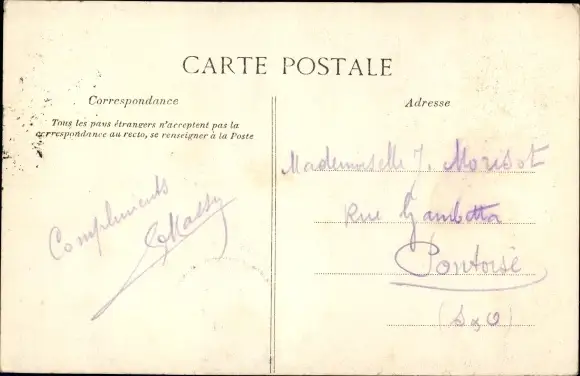 CARTE POSTALE
Correspondance
Tous les pays étrangers n'acceptent pas la
correspondance au recto, se renseigner à la Poste
Compliments
Adresse
Mademoiselle J. Morisot
Rue Gambetta
Pontoise
(S & O)